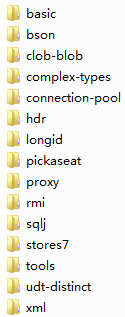 basic
bson
clob-blob
complex-types
connection-pool
hdr
longid
pickaseat
proxy
rmi
sqlj
stores7
tools
udt-distinct
xml